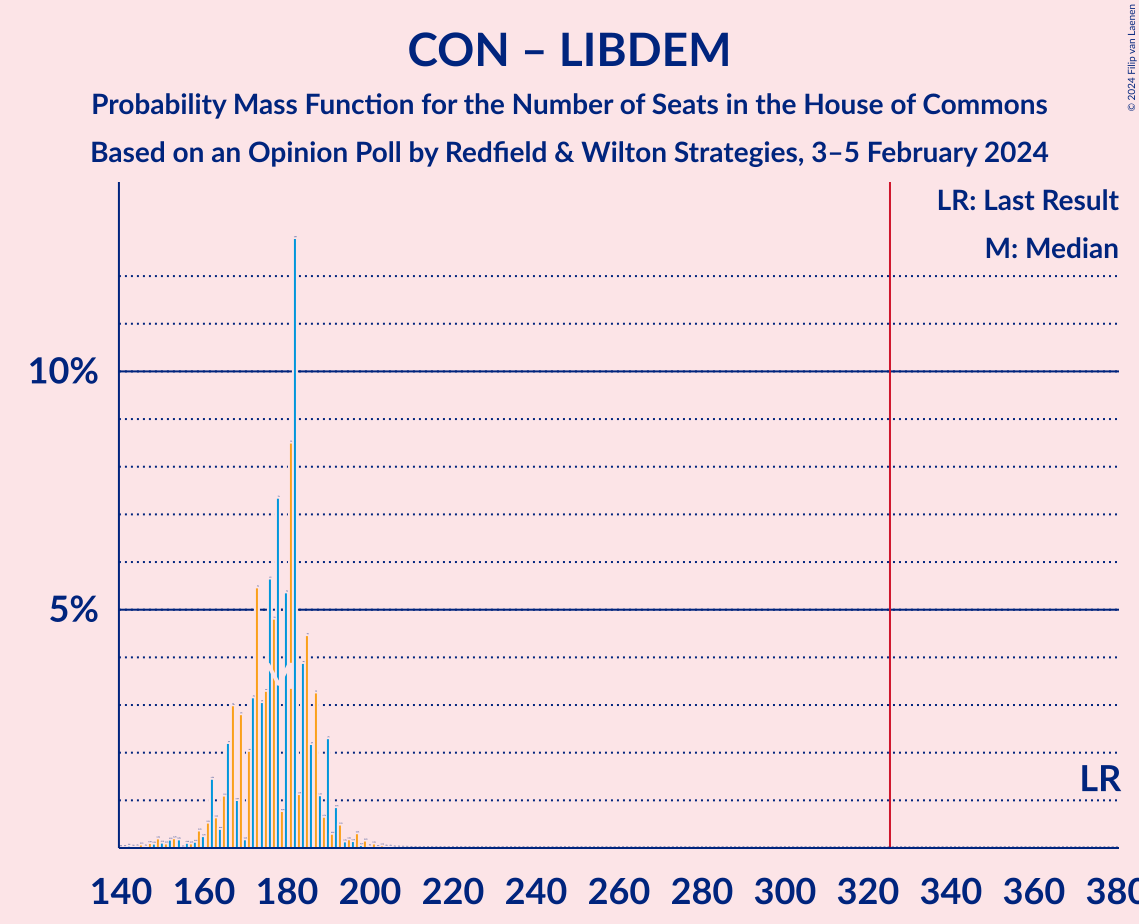 CON – LIBDEM
Probability Mass Function for the Number of Seats in the House of Commons
Based on an Opinion Poll by Redfield & Wilton Strategies, 3–5 February 2024
© 2024 Filip van Laenen
LR: Last Result
M: Median
10%
5%
M
LR
140 160 180 200 220 240 260 280 300 320 340 360 380